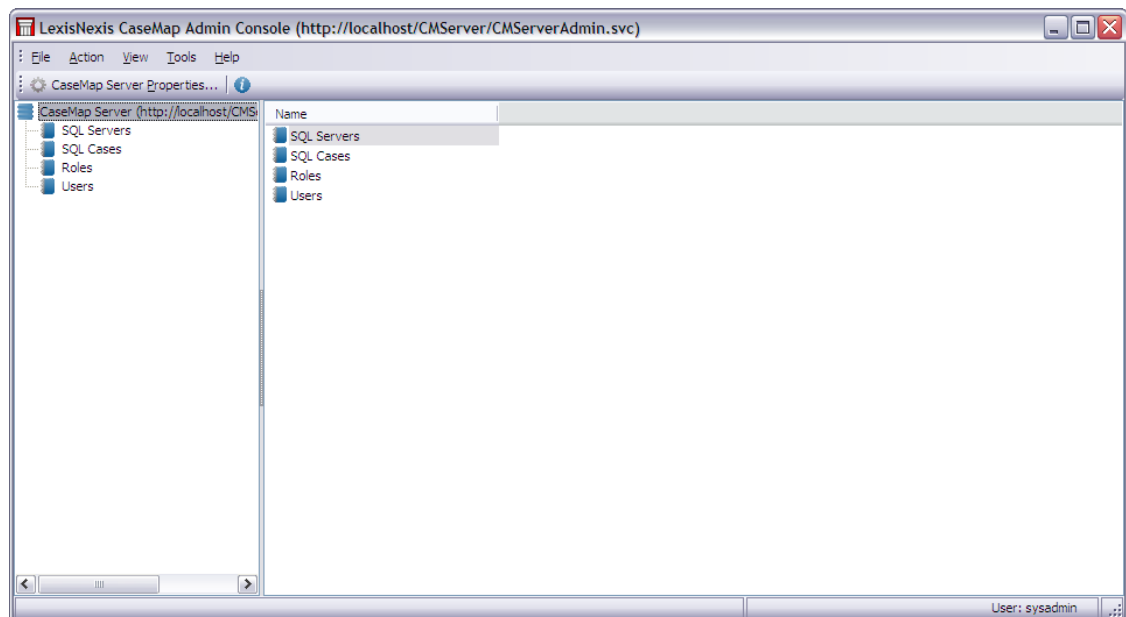 LexisNexis CaseMap Admin Console (http://localhost/CMServer/CMServerAdmin.svc)
File Action View Tools Help
CaseMap Server Properties...
CaseMap Server (http://localhost/CMS
SQL Servers
SQL Cases
Roles
Users
Name
SQL Servers
SQL Cases
Roles
Users
User: sysadmin